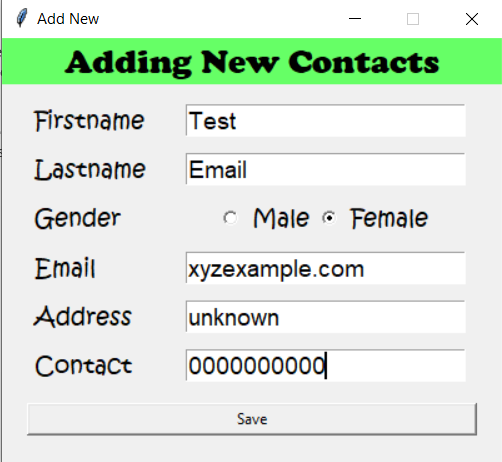 Add New
Adding New Contacts
Firstname Test
Lastname Email
Gender Male Female
Email xyzexample.com
Address unknown
Contact 0000000000
Save